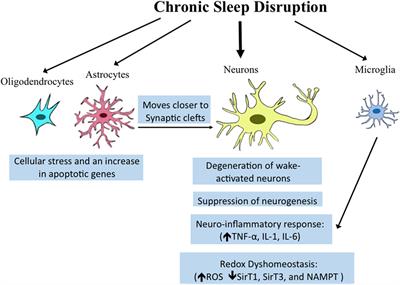 Chronic Sleep Disruption
Oligodendrocytes
Astrocytes
Neurons
Microglia
Moves closer to
Synaptic clefts
Cellular stress and an increase
in apoptotic genes
Degeneration of wake-
activated neurons
Suppression of neurogenesis
Neuro-inflammatory response:
(🡹TNF-α, IL-1, IL-6)
Redox Dyshomeostasis:
(🡹ROS 🡻SirT1, SirT3, and NAMPT )